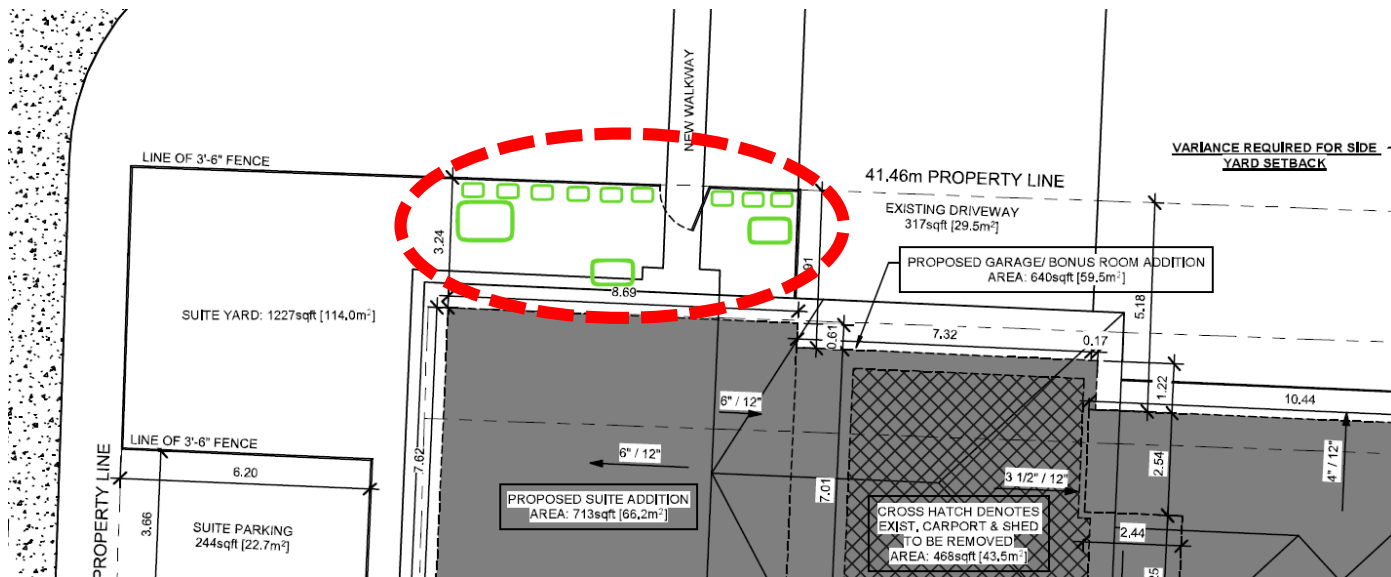 NEW WALKWAY
VARIANCE REQUIRED FOR SIDE
YARD SETBACK
LINE OF 3'-6" FENCE
41.46m PROPERTY LINE
EXISTING DRIVEWAY
317sqft [29.5m²]
3.24
PROPOSED GARAGE/ BONUS ROOM ADDITION
AREA: 640sqft [59.5m²]
5.18
8.69
SUITE YARD: 1227sqft [114.0m²]
0.61
7.32
0.17
1.22
10.44
6" / 12"
LINE OF 3'-6" FENCE
6.20
7.62
6" / 12"
7.01
3 1/2" / 12"
2.54
4" / 12"
PROPOSED SUITE ADDITION
AREA: 713sqft [66.2m²]
CROSS HATCH DENOTES
EXIST. CARPORT & SHED
TO BE REMOVED
AREA: 468sqft [43.5m²]
2.44
PROPERTY LINE
3.66
SUITE PARKING
244sqft [22.7m²]